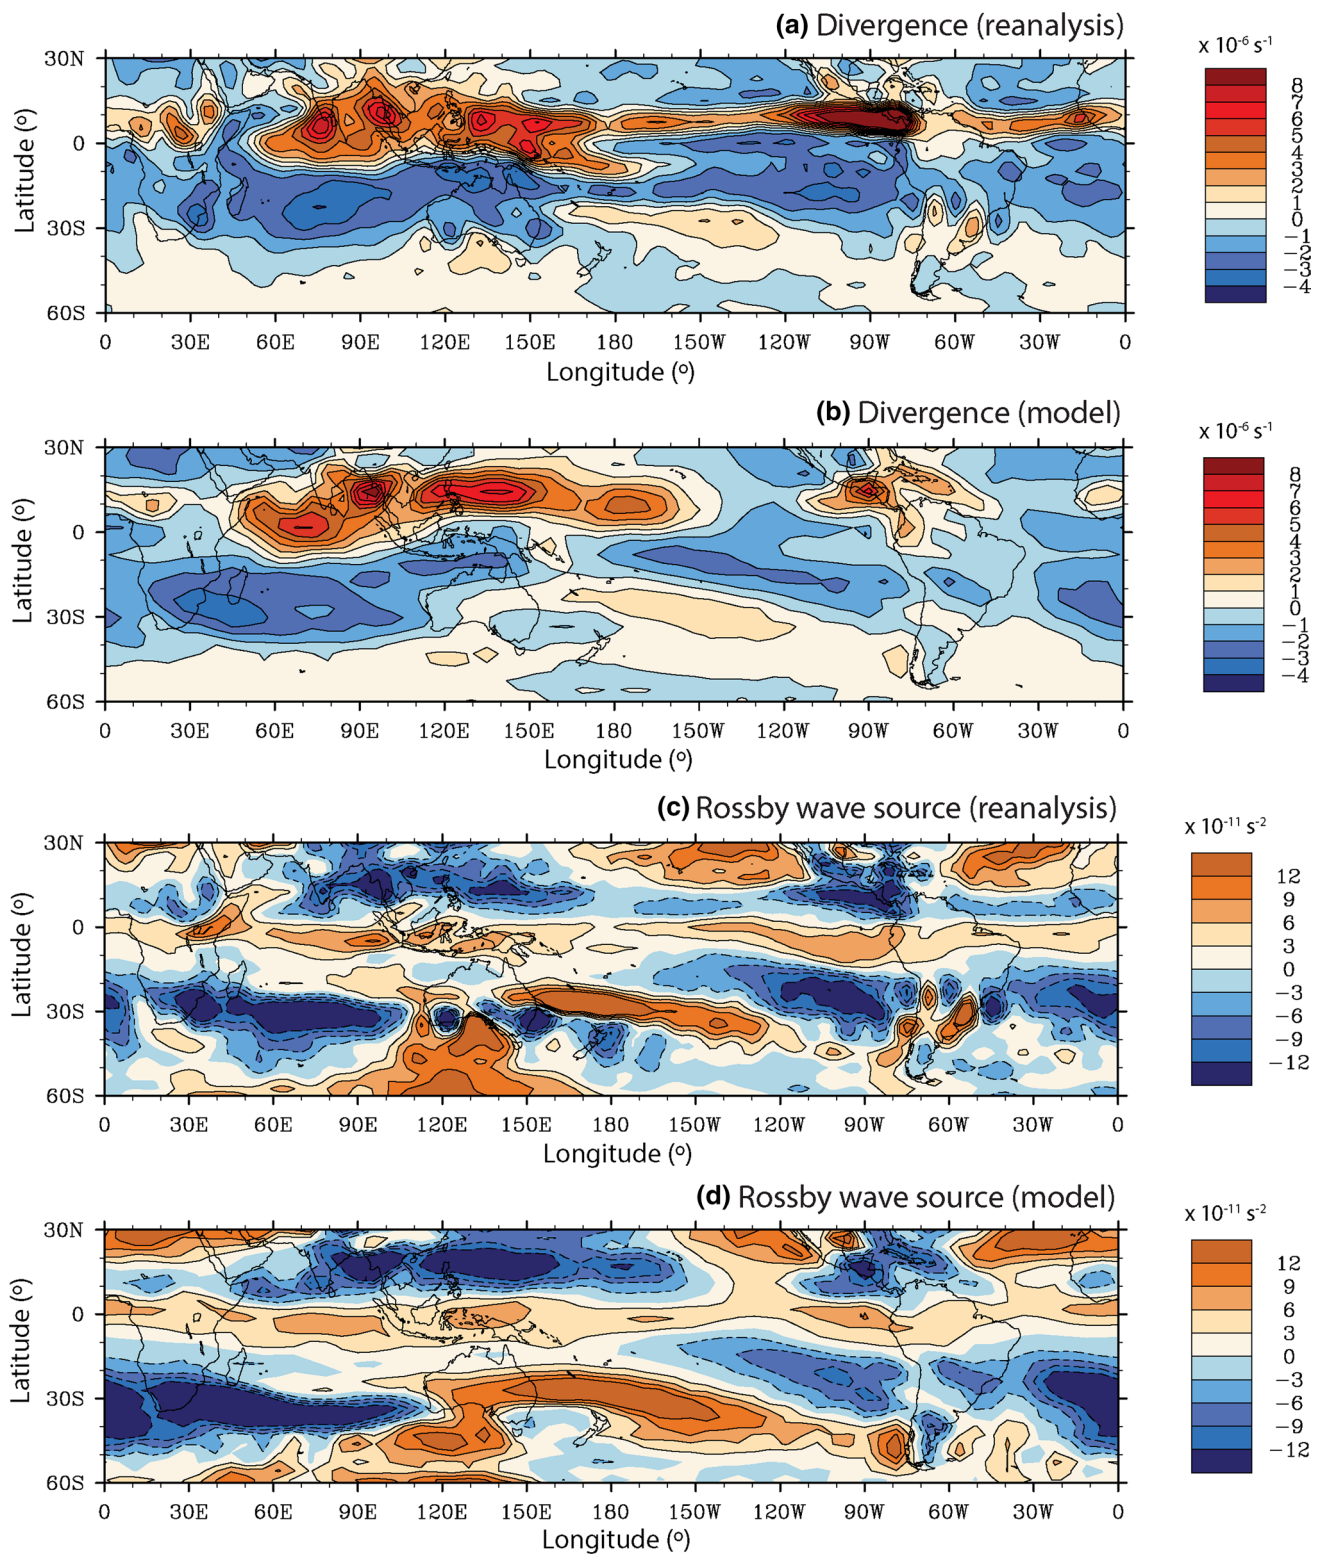 (a) Divergence (reanalysis)
x 10⁻⁶ s⁻¹
30N
0
30S
60S
Latitude (º)
0 30E 60E 90E 120E 150E 180 150W 120W 90W 60W 30W 0
Longitude (º)
8
7
6
5
4
3
2
1
0
−1
−2
−3
−4
(b) Divergence (model)
x 10⁻⁶ s⁻¹
30N
0
30S
60S
Latitude (º)
0 30E 60E 90E 120E 150E 180 150W 120W 90W 60W 30W 0
Longitude (º)
8
7
6
5
4
3
2
1
0
−1
−2
−3
−4
(c) Rossby wave source (reanalysis)
x 10⁻¹¹ s⁻²
30N
0
30S
60S
Latitude (º)
0 30E 60E 90E 120E 150E 180 150W 120W 90W 60W 30W 0
Longitude (º)
12
9
6
3
0
−3
−6
−9
−12
(d) Rossby wave source (model)
x 10⁻¹¹ s⁻²
30N
0
30S
60S
Latitude (º)
0 30E 60E 90E 120E 150E 180 150W 120W 90W 60W 30W 0
Longitude (º)
12
9
6
3
0
−3
−6
−9
−12